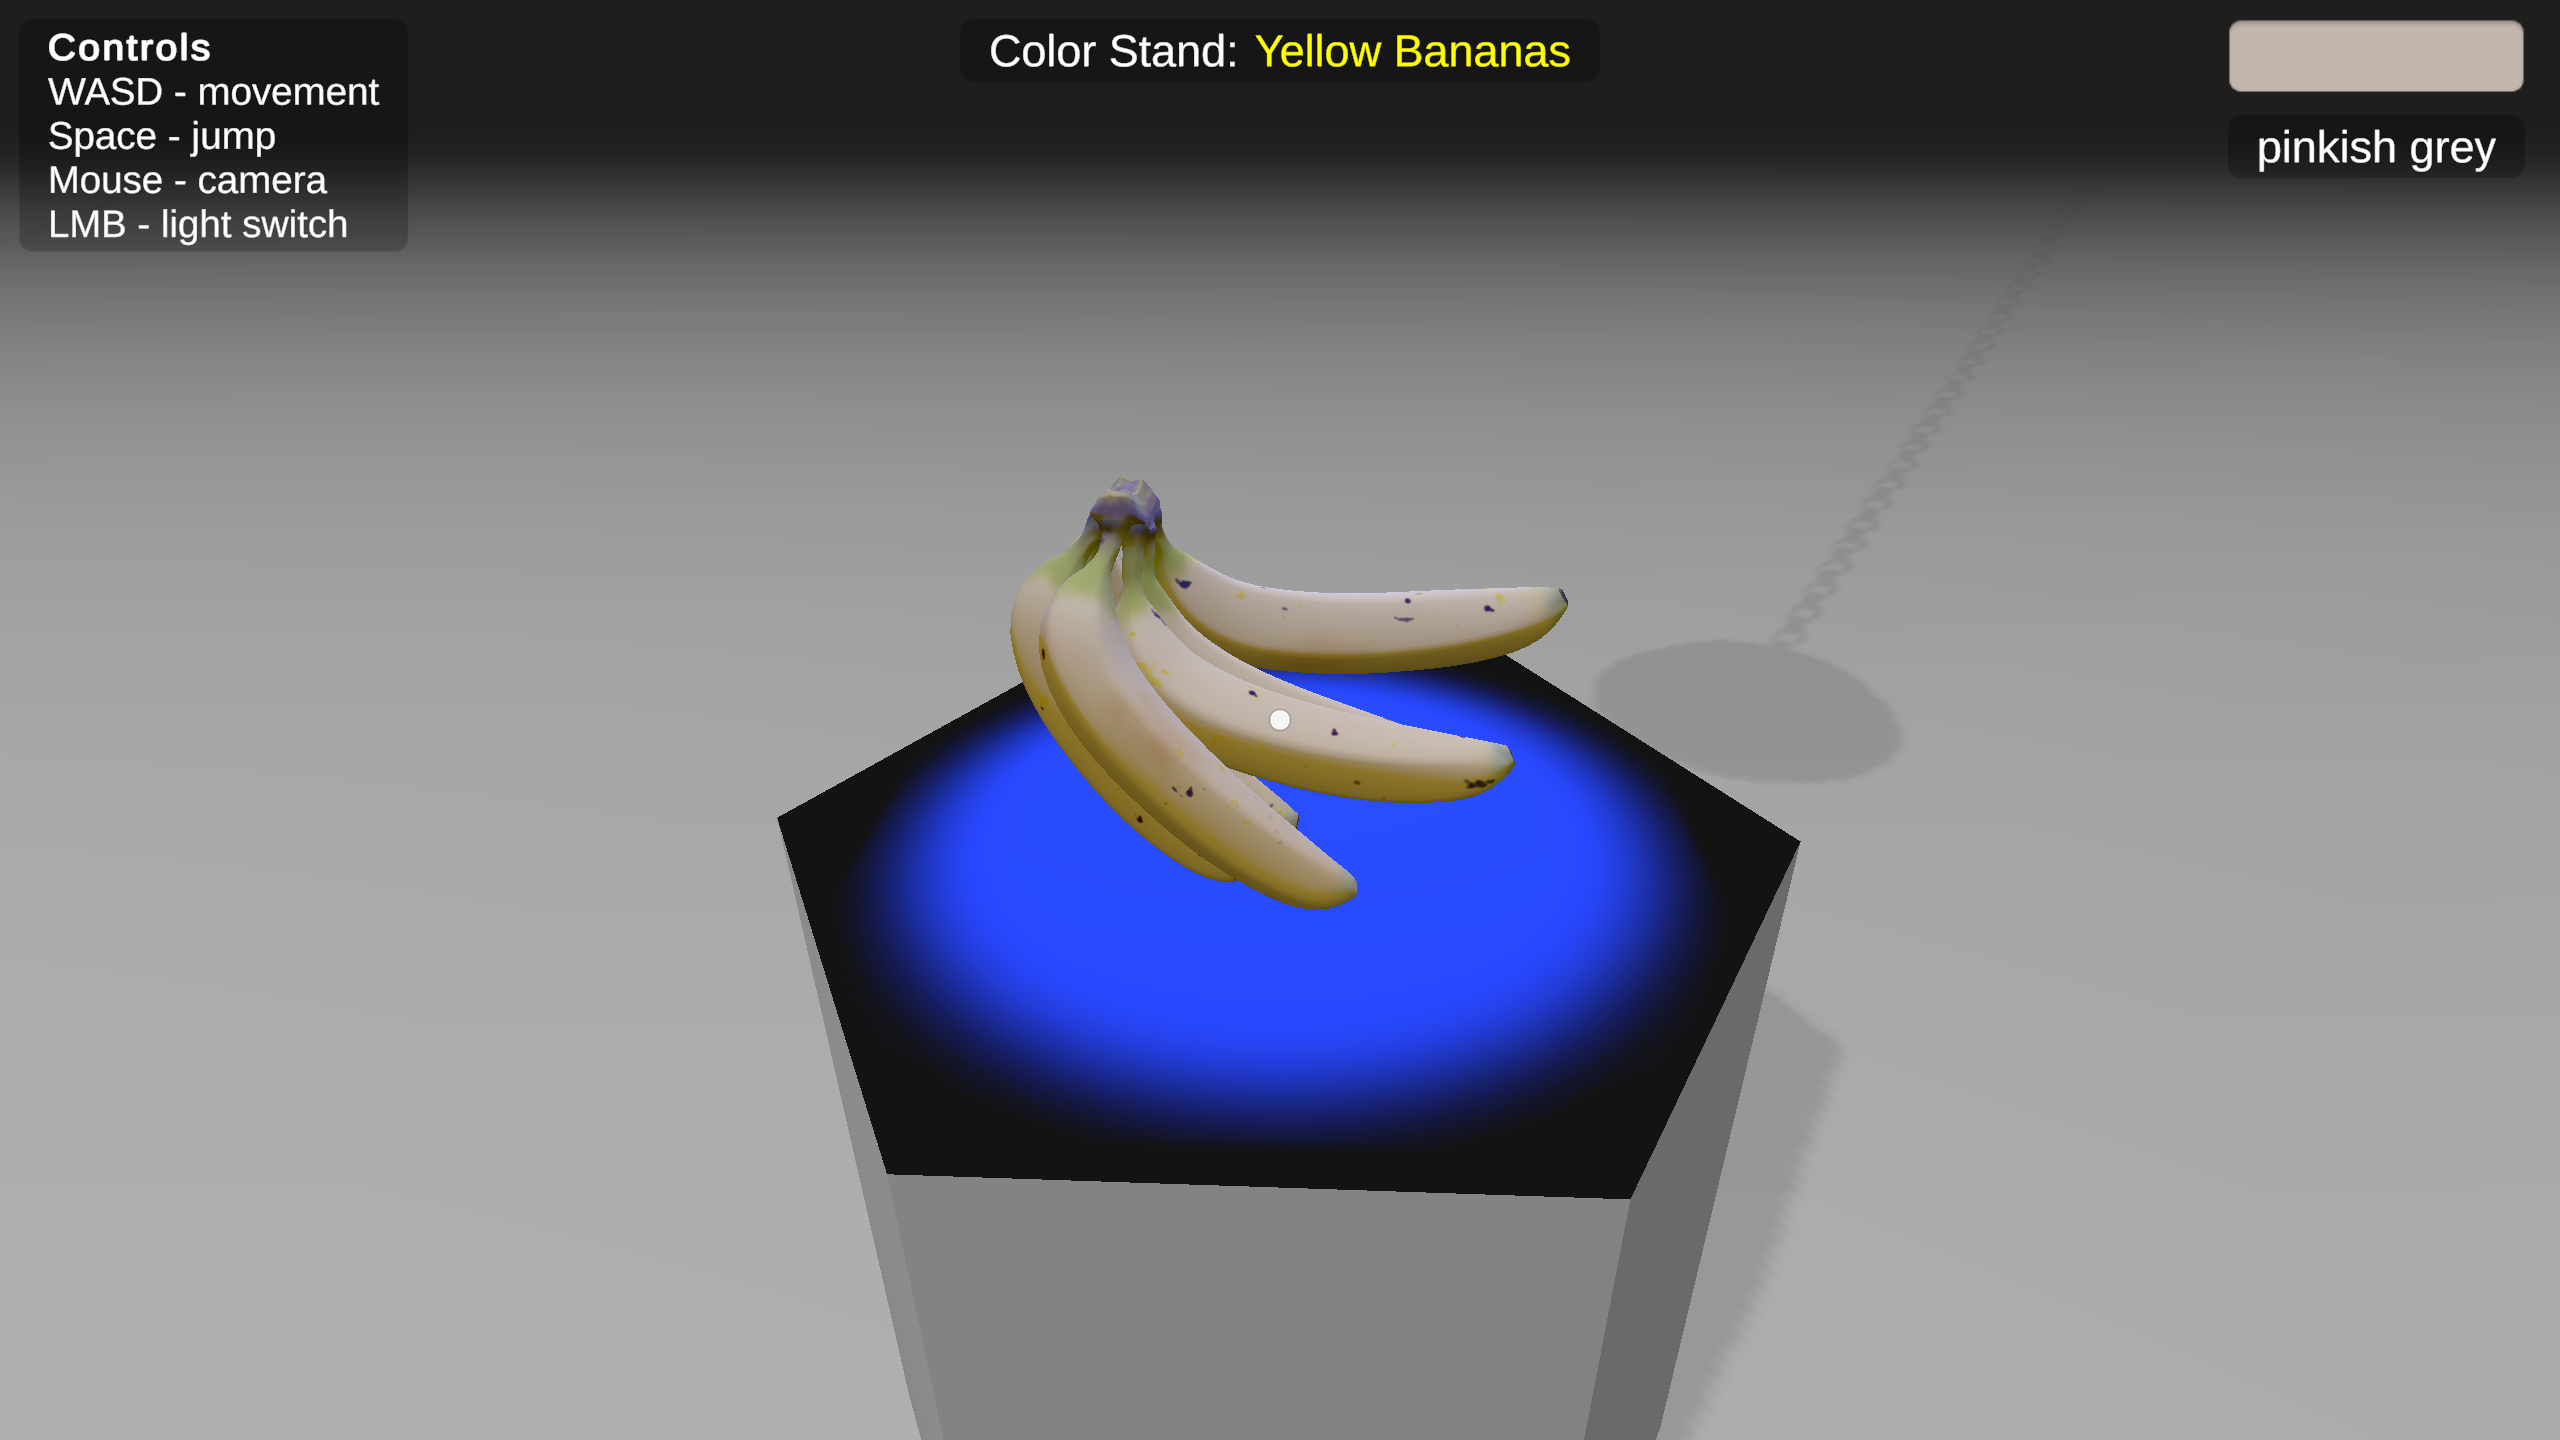 Controls
WASD - movement
Space - jump
Mouse - camera
LMB - light switch
Color Stand: Yellow Bananas
pinkish grey